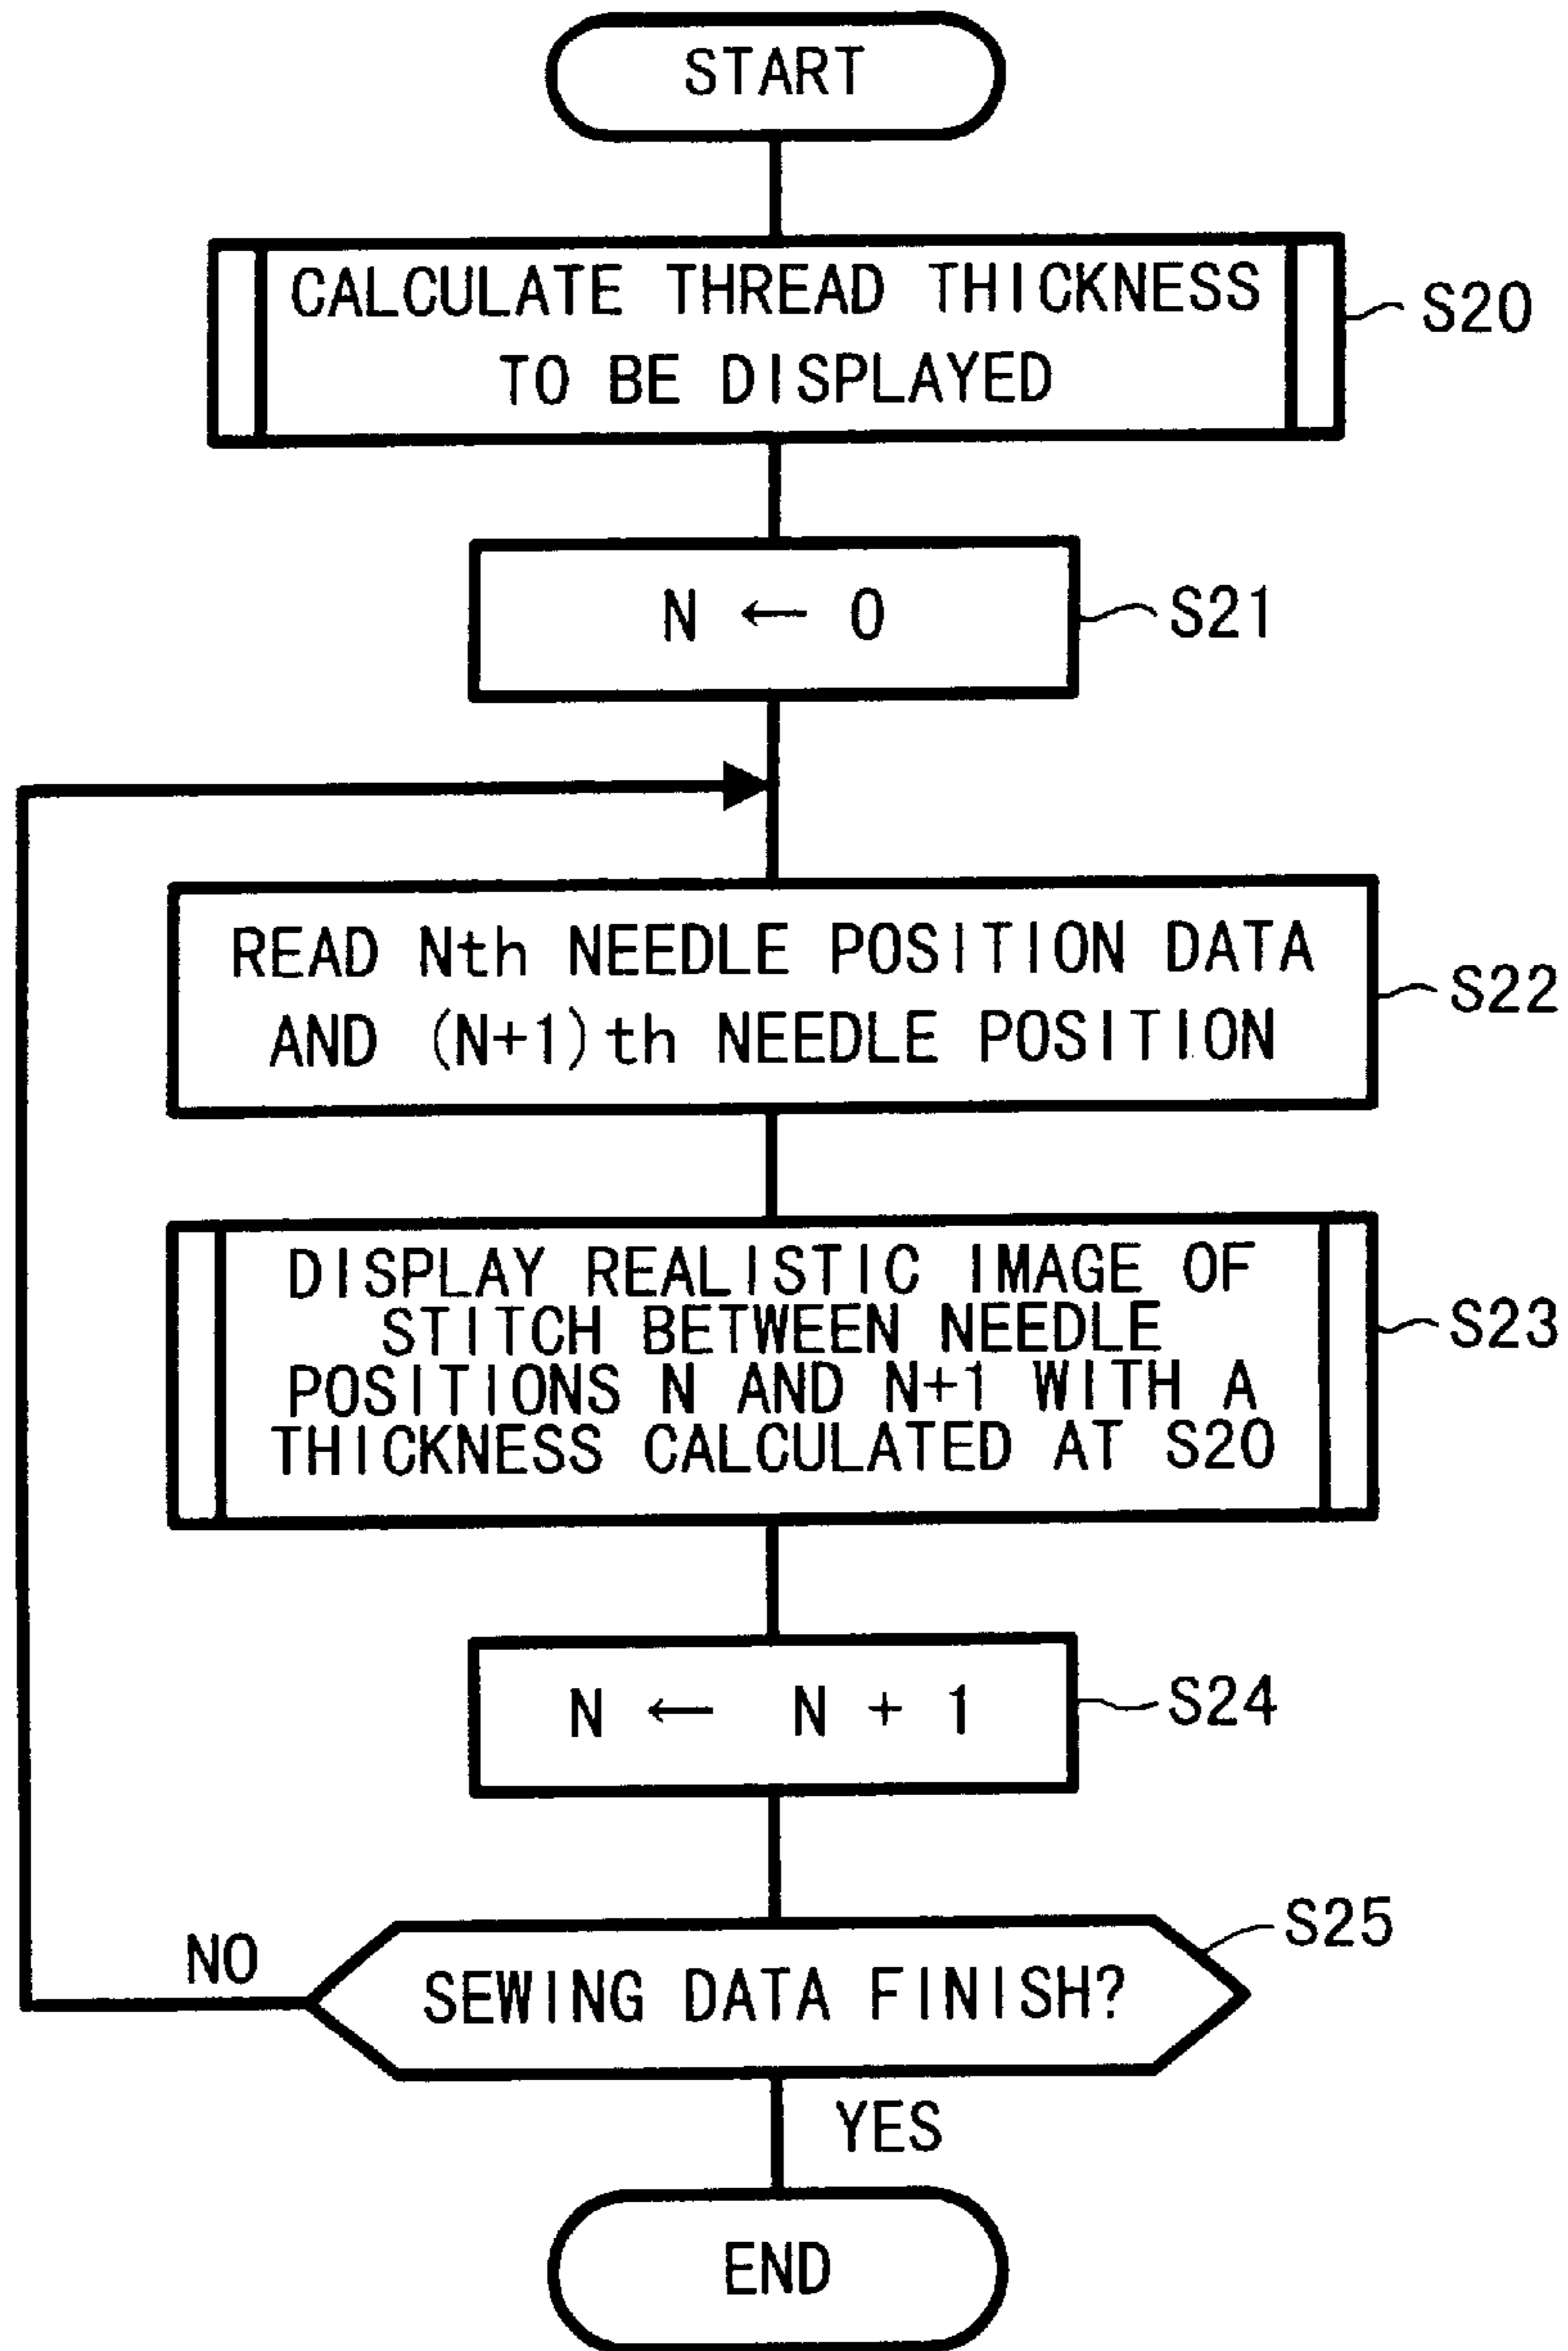 START
CALCULATE THREAD THICKNESS
TO BE DISPLAYED
S20
N ← 0
S21
READ Nth NEEDLE POSITION DATA
AND (N+1)th NEEDLE POSITION
S22
DISPLAY REALISTIC IMAGE OF
STITCH BETWEEN NEEDLE
POSITIONS N AND N+1 WITH A
THICKNESS CALCULATED AT S20
S23
N ← N + 1
S24
SEWING DATA FINISH?
S25
NO
YES
END